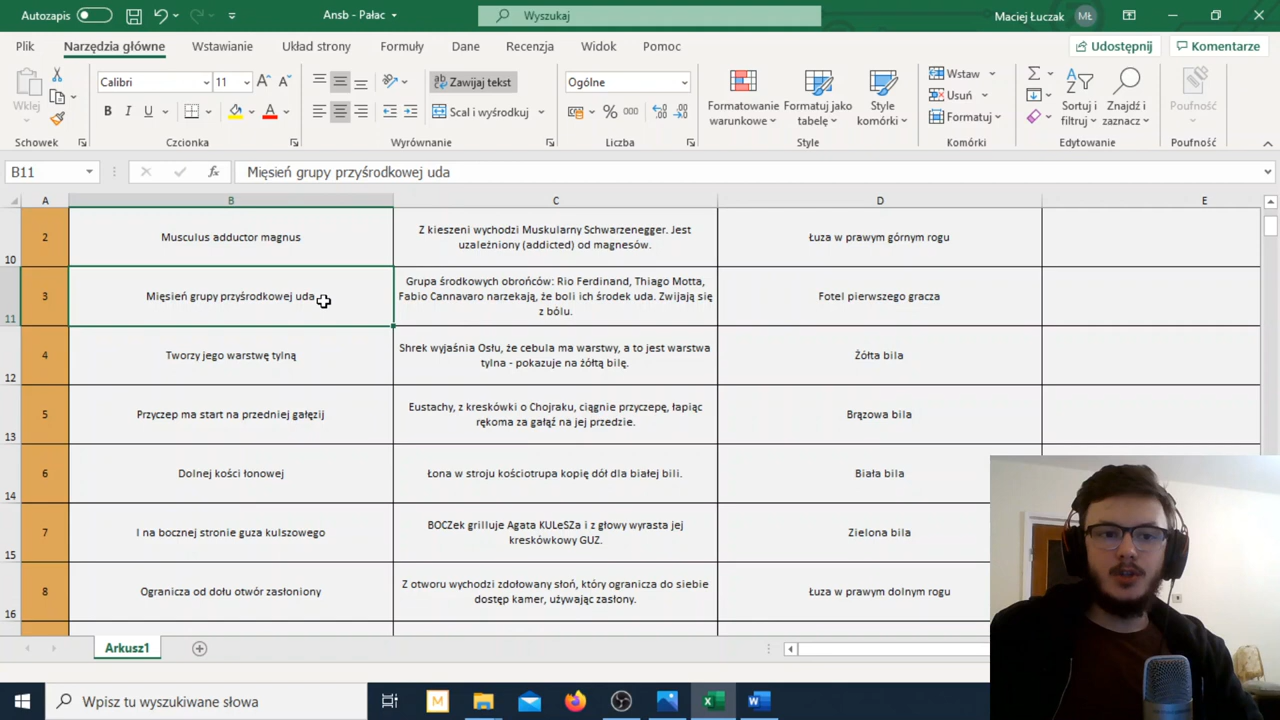 Autozapis
Ansb - Pałac
Wyszukaj
Maciej Łuczak
MŁ
Plik
Narzędzia główne
Wstawianie
Układ strony
Formuły
Dane
Recenzja
Widok
Pomoc
Udostępnij
Komentarze
Wklej
Schowek
Calibri
11
B I U
Czcionka
Zawijaj tekst
Scal i wyśrodkuj
Wyrównanie
Ogólne
% 000
Liczba
Formatowanie warunkowe
Formatuj jako tabelę
Style komórki
Style
Wstaw
Usuń
Formatuj
Komórki
Sortuj i filtruj
Znajdź i zaznacz
Edytowanie
Poufność
Poufność
B11
fx
Mięsień grupy przyśrodkowej uda
A B C D E
10
2
Musculus adductor magnus
Z kieszeni wychodzi Muskularny Schwarzenegger. Jest
uzależniony (addicted) od magnesów.
Łuza w prawym górnym rogu
11
3
Mięsień grupy przyśrodkowej uda
Grupa środkowych obrońców: Rio Ferdinand, Thiago Motta,
Fabio Cannavaro narzekają, że boli ich środek uda. Zwijają się
z bólu.
Fotel pierwszego gracza
12
4
Tworzy jego warstwę tylną
Shrek wyjaśnia Osłu, że cebula ma warstwy, a to jest warstwa
tylna - pokazuje na żółtą bilę.
Żółta bila
13
5
Przyczep ma start na przedniej gałęzij
Eustachy, z kreskówki o Chojraku, ciągnie przyczepę, łapiąc
rękoma za gałąź na jej przedzie.
Brązowa bila
14
6
Dolnej kości łonowej
Łona w stroju kościotrupa kopię dół dla białej bili.
Biała bila
15
7
I na bocznej stronie guza kulszowego
BOCZek grilluje Agata KULeSZa i z głowy wyrasta jej
kreskówkowy GUZ.
Zielona bila
16
8
Ogranicza od dołu otwór zasłoniony
Z otworu wychodzi zdołowany słoń, który ogranicza do siebie
dostęp kamer, używając zasłony.
Łuza w prawym dolnym rogu
Arkusz1
Wpisz tu wyszukiwane słowa